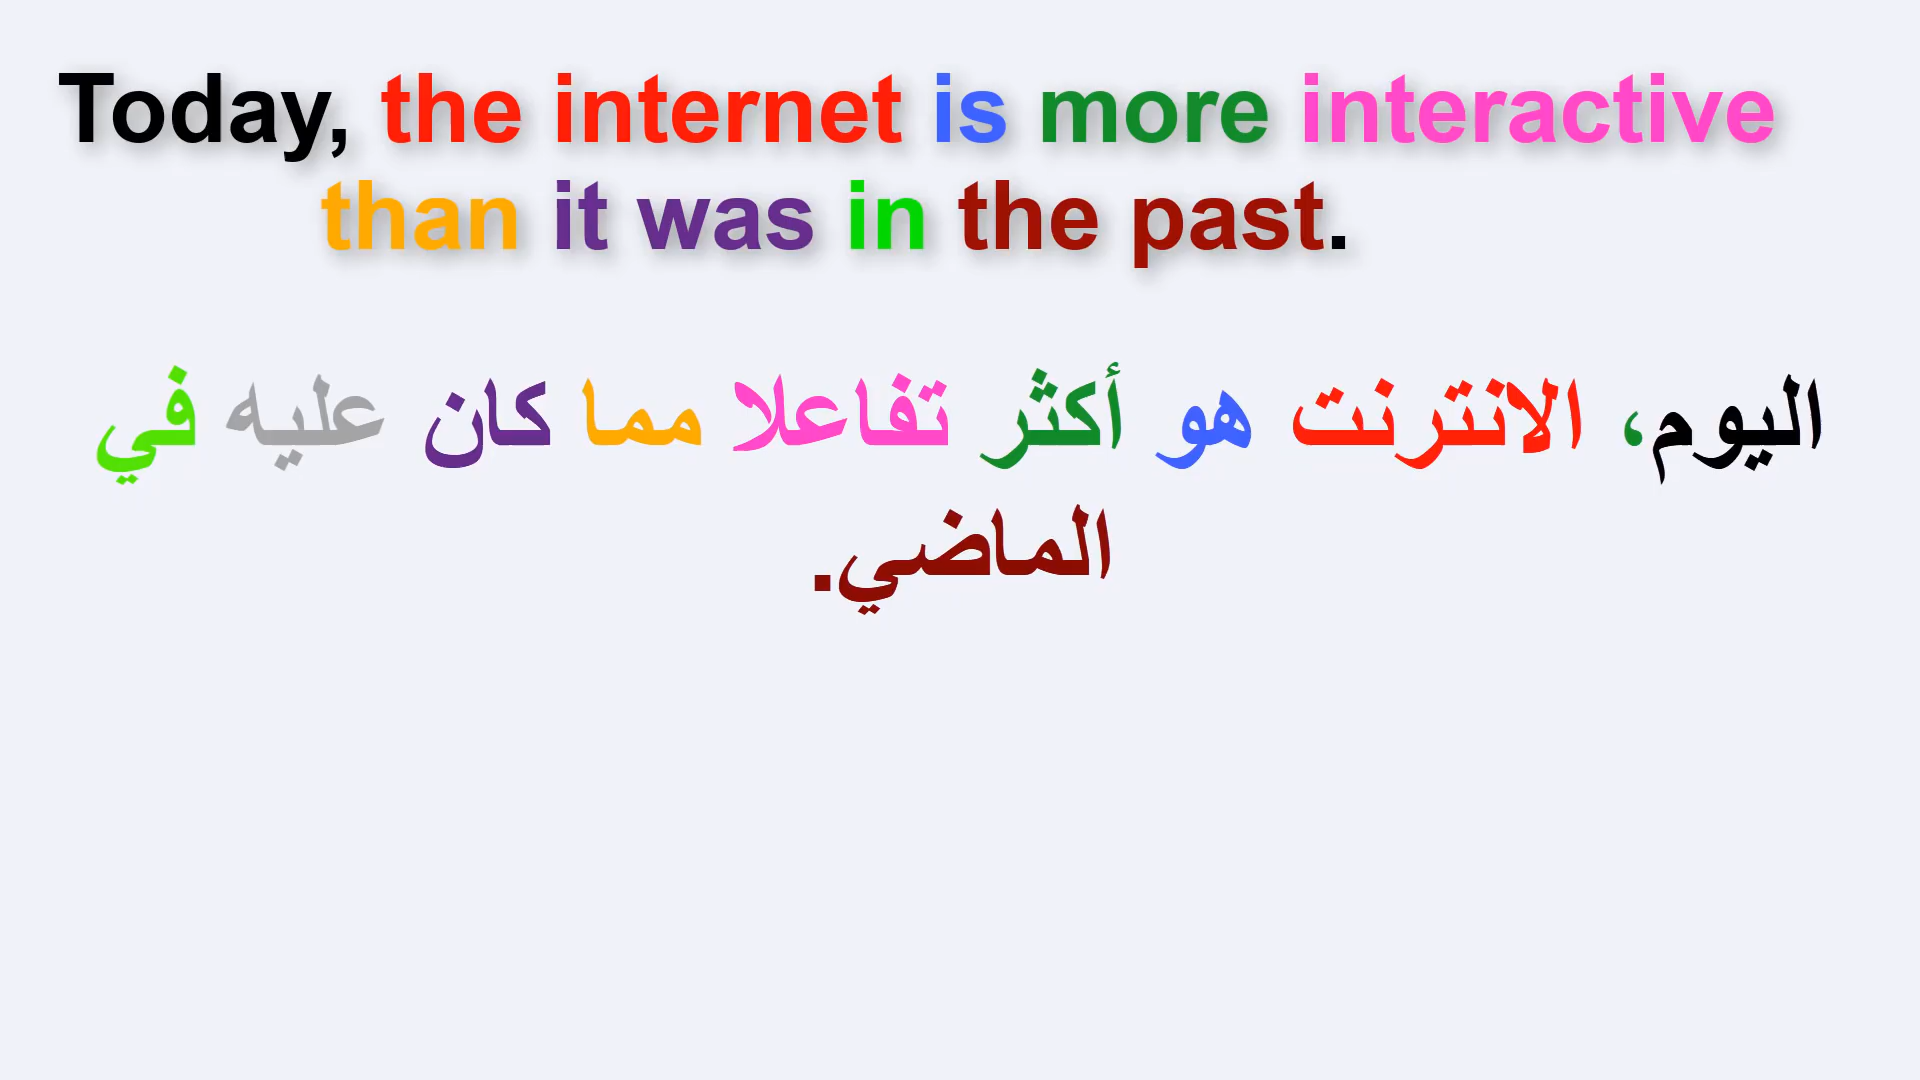 Today, the internet is more interactive
than it was in the past.
اليوم، الانترنت هو أكثر تفاعلا مما كان عليه في
الماضي.